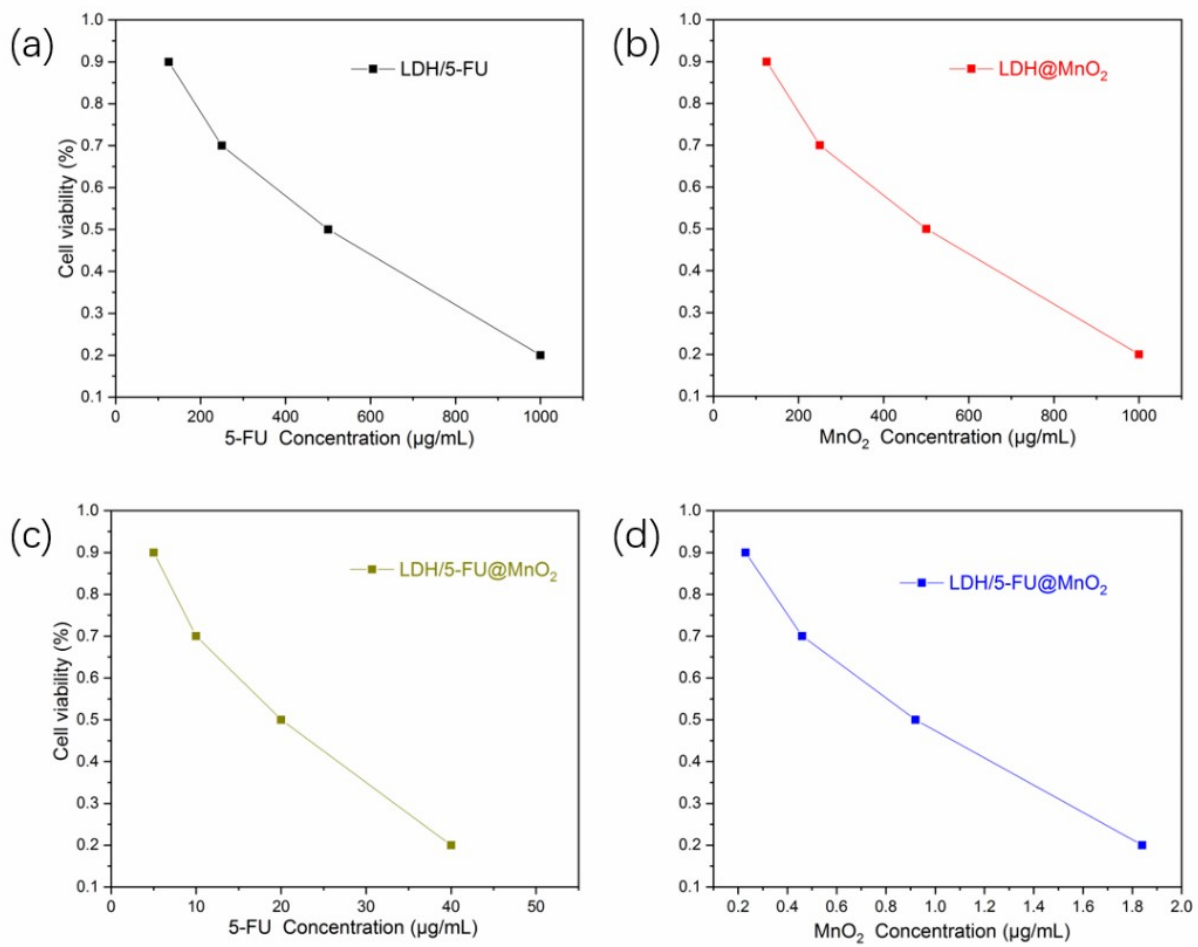 (a)
1.0
0.9
0.8
0.7
0.6
0.5
0.4
0.3
0.2
0.1
Cell viability (%)
LDH/5-FU
0 200 400 600 800 1000
5-FU Concentration (µg/mL)
(b)
1.0
0.9
0.8
0.7
0.6
0.5
0.4
0.3
0.2
0.1
LDH@MnO₂
0 200 400 600 800 1000
MnO₂ Concentration (µg/mL)
(c)
1.0
0.9
0.8
0.7
0.6
0.5
0.4
0.3
0.2
0.1
Cell viability (%)
LDH/5-FU@MnO₂
0 10 20 30 40 50
5-FU Concentration (µg/mL)
(d)
1.0
0.9
0.8
0.7
0.6
0.5
0.4
0.3
0.2
0.1
LDH/5-FU@MnO₂
0.2 0.4 0.6 0.8 1.0 1.2 1.4 1.6 1.8 2.0
MnO₂ Concentration (µg/mL)